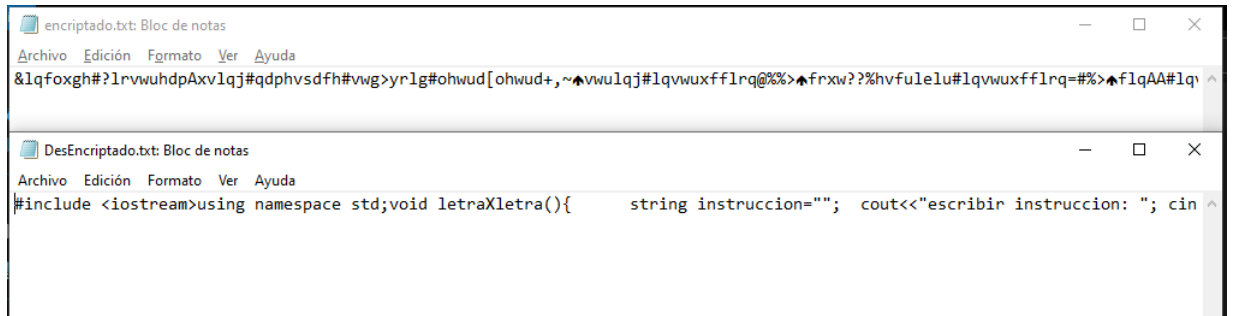 encriptado.txt: Bloc de notas
Archivo Edición Formato Ver Ayuda
&lqfoxgh#?lrvwuhdpAxvlqj#qdphvsdfh#vwg>yrlg#ohwud[ohwud+,~♠vwulqj#lqvwuxfflrq@%%>♠frxw??%hvfulelu#lqvwuxfflrq=#%>♠flqAA#lqv
DesEncriptado.txt: Bloc de notas
Archivo Edición Formato Ver Ayuda
#include <iostream>using namespace std;void letraXletra(){ string instruccion=""; cout<<"escribir instruccion: "; cin